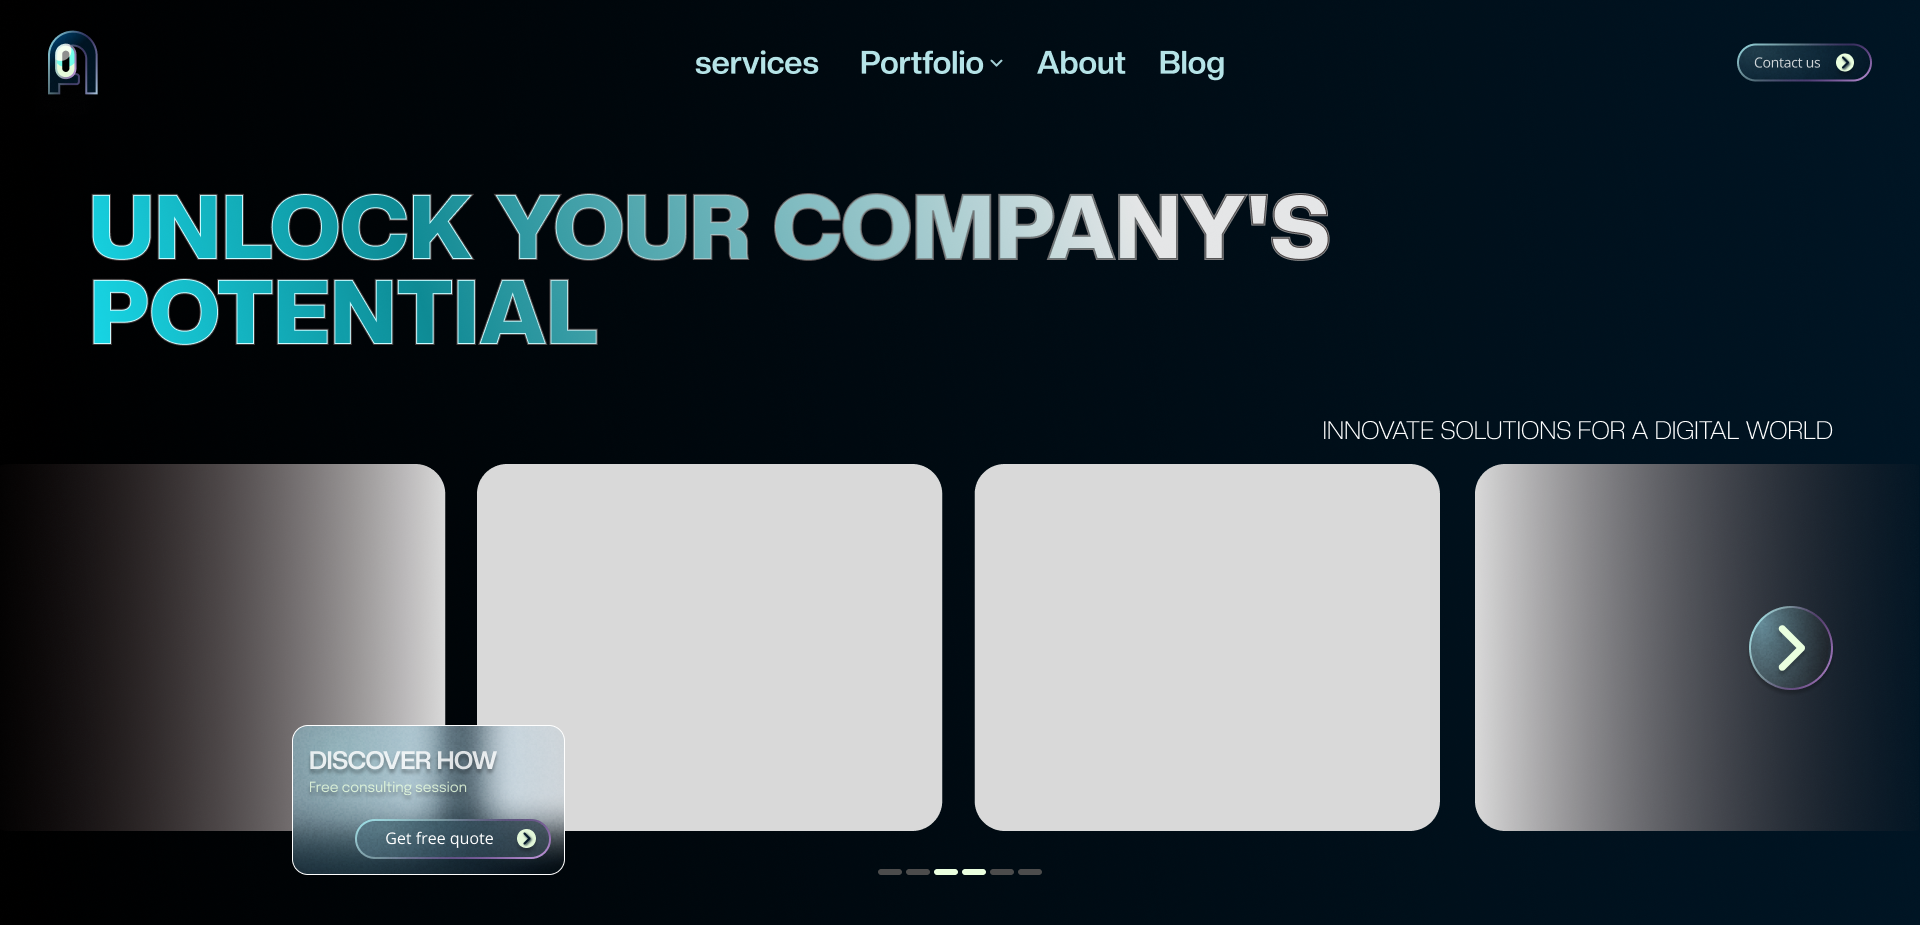 services Portfolio About Blog Contact us
UNLOCK YOUR COMPANY'S
POTENTIAL
INNOVATE SOLUTIONS FOR A DIGITAL WORLD
DISCOVER HOW
Free consulting session
Get free quote